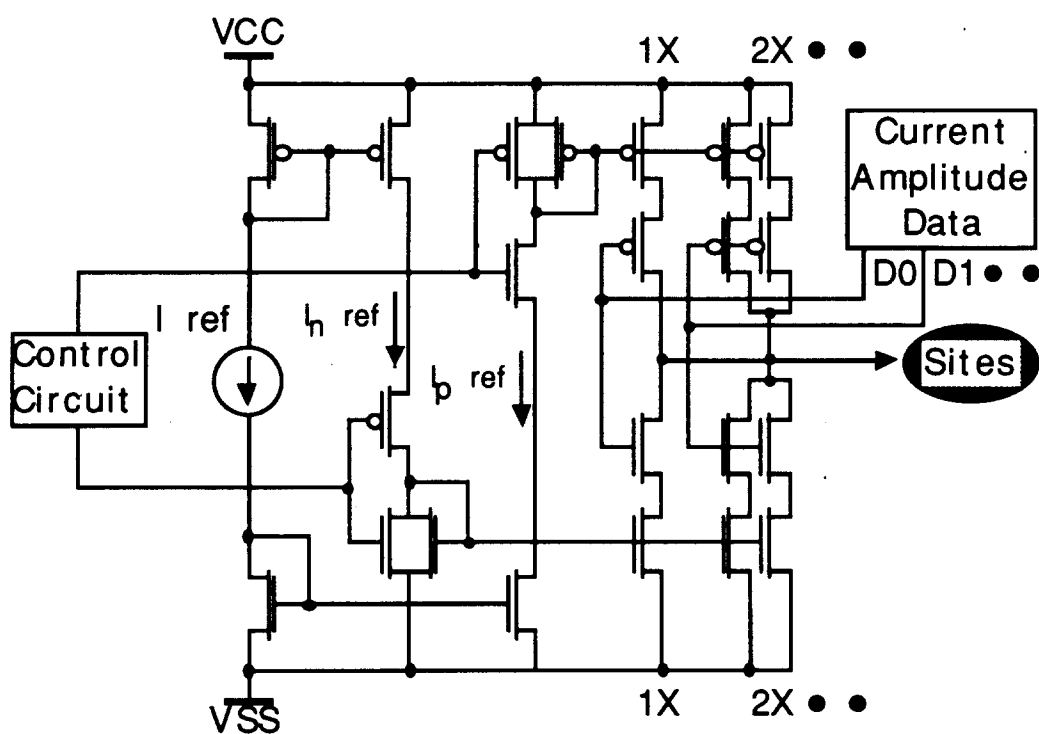 VCC
1X 2X ● ●
Current
Amplitude
Data
D0 D1 ● ●
I ref
In ref
Control
Circuit
Ip ref
Sites
VSS
1X 2X ● ●